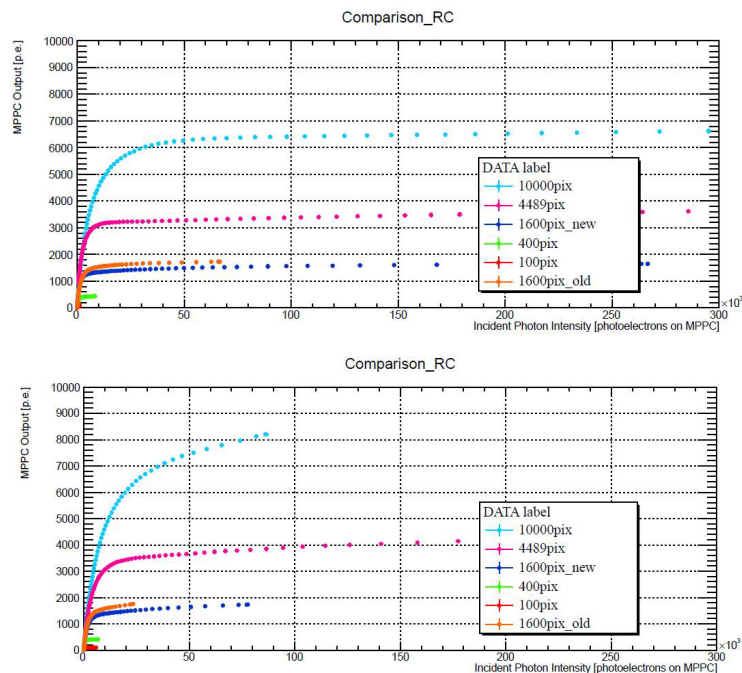 Comparison_RC
MPPC Output [p.e.]
10000
9000
8000
7000
6000
5000
4000
3000
2000
1000
0
DATA label
10000pix
4489pix
1600pix_new
400pix
100pix
1600pix_old
0 50 100 150 200 250 300
×10³
Incident Photon Intensity [photoelectrons on MPPC]
Comparison_RC
MPPC Output [p.e.]
10000
9000
8000
7000
6000
5000
4000
3000
2000
1000
0
DATA label
10000pix
4489pix
1600pix_new
400pix
100pix
1600pix_old
0 50 100 150 200 250 300
×10³
Incident Photon Intensity [photoelectrons on MPPC]